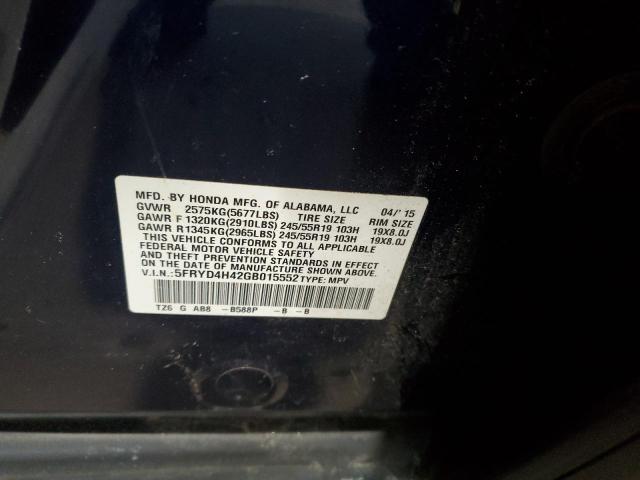 MFD. BY HONDA MFG. OF ALABAMA, LLC 04/'15
GVWR 2575KG(5677LBS) TIRE SIZE RIM SIZE
GAWR F 1320KG(2910LBS) 245/55R19 103H 19X8.0J
GAWR R1345KG(2965LBS) 245/55R19 103H 19X8.0J
THIS VEHICLE CONFORMS TO ALL APPLICABLE
FEDERAL MOTOR VEHICLE SAFETY
AND THEFT PREVENTION STANDARDS IN EFFECT
ON THE DATE OF MANUFACTURE SHOWN ABOVE.
V.I.N.:5FRYD4H42GB015552 TYPE: MPV
TZ6 G AB8 -B588P -B -B